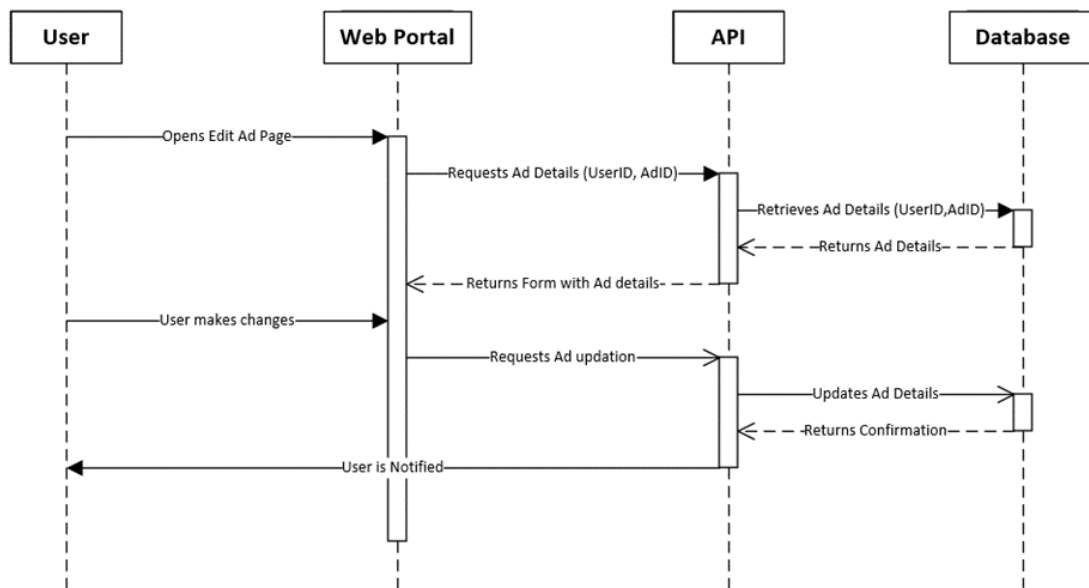 User
Web Portal
API
Database
Opens Edit Ad Page
Requests Ad Details (UserID, AdID)
Retrieves Ad Details (UserID,AdID)
Returns Ad Details
Returns Form with Ad details
User makes changes
Requests Ad updation
Updates Ad Details
Returns Confirmation
User is Notified